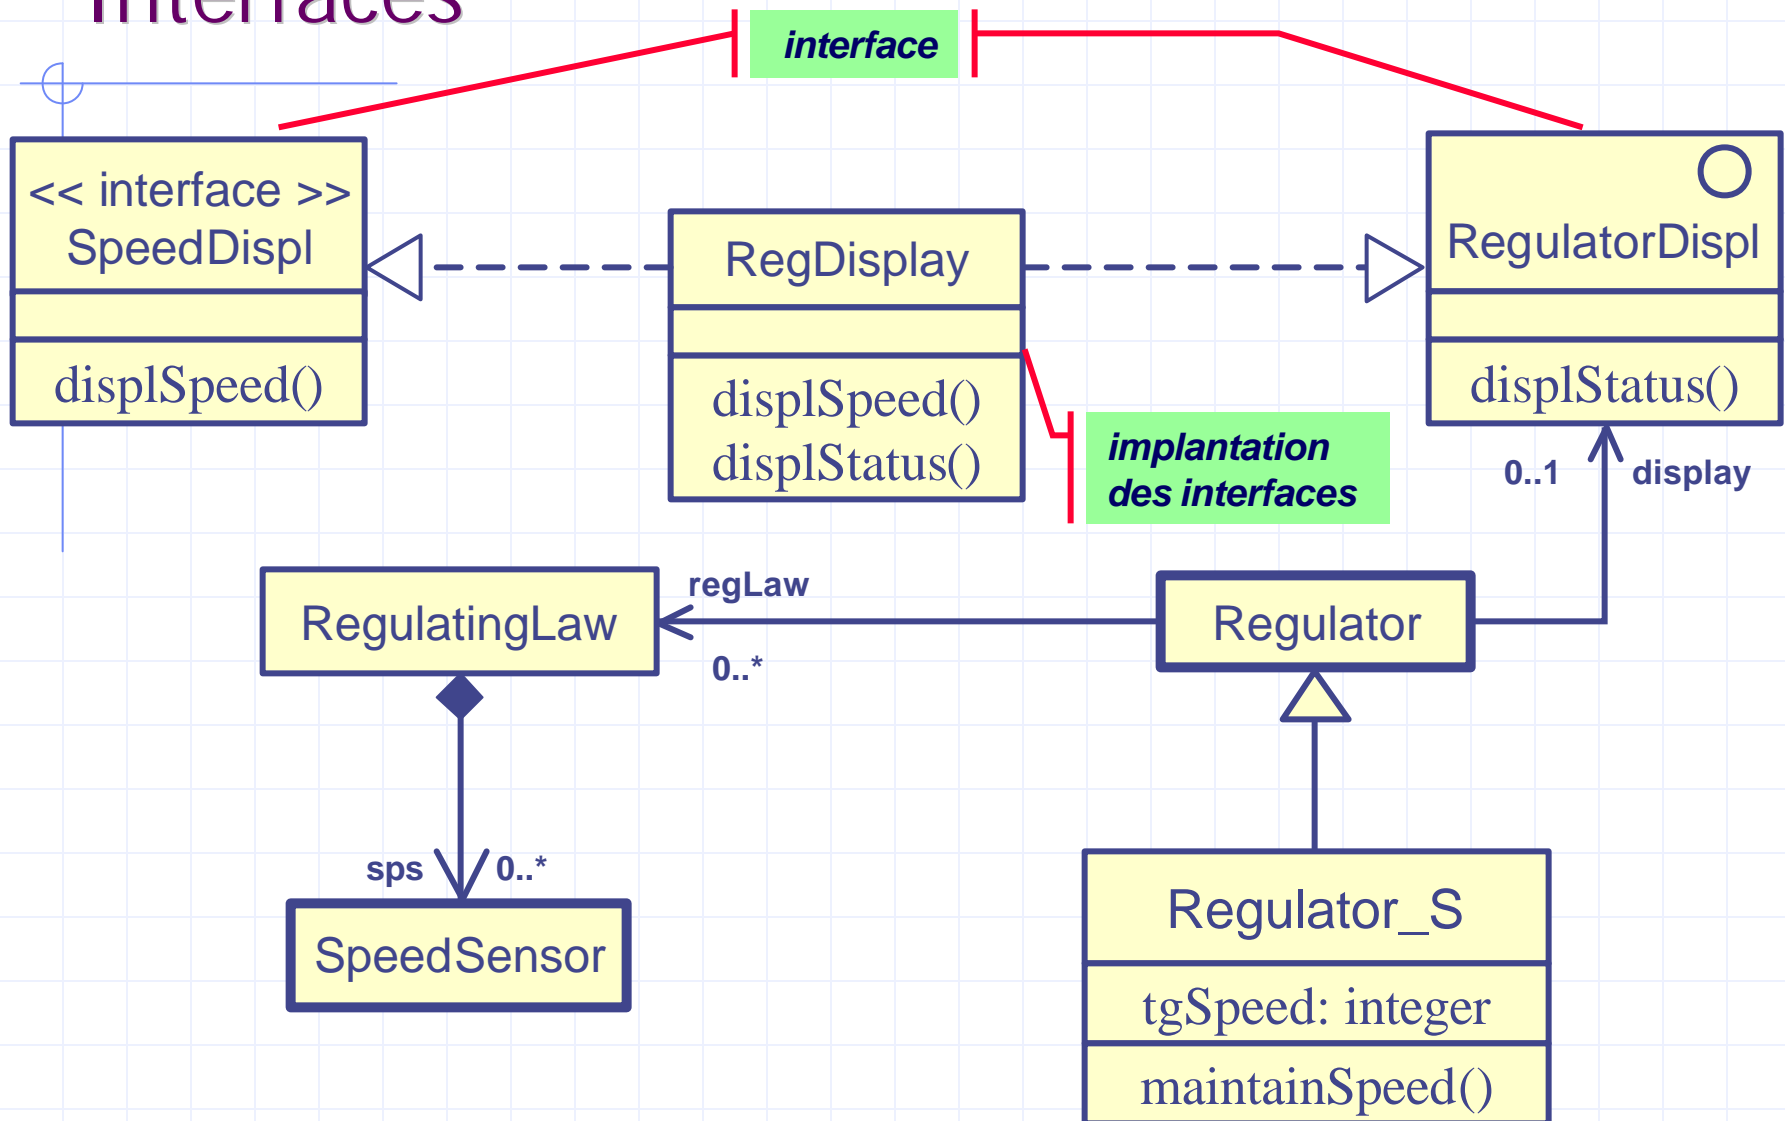 Interfaces
interface
<< interface >>
SpeedDispl
displSpeed()
RegDisplay
displSpeed()
displStatus()
RegulatorDispl
displStatus()
implantation
des interfaces
0..1
display
RegulatingLaw
regLaw
0..*
Regulator
sps
0..*
SpeedSensor
Regulator_S
tgSpeed: integer
maintainSpeed()